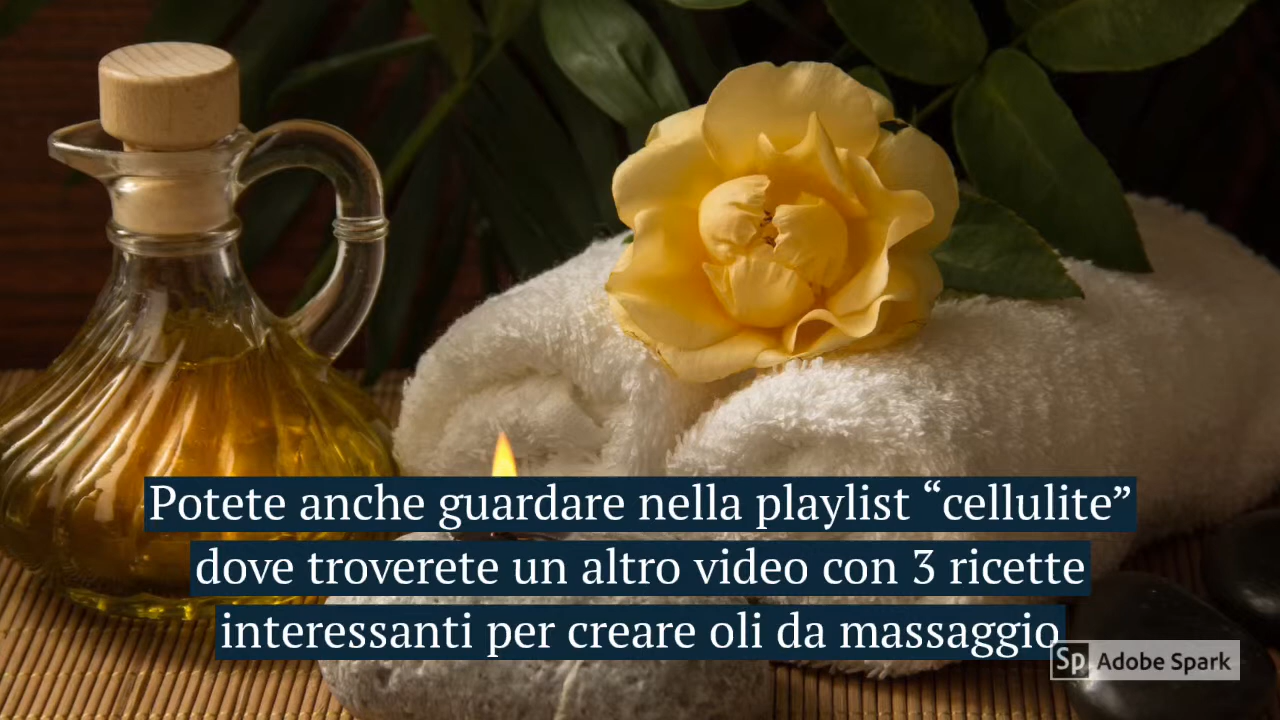 Potete anche guardare nella playlist “cellulite”
dove troverete un altro video con 3 ricette
interessanti per creare oli da massaggio
Sp Adobe Spark